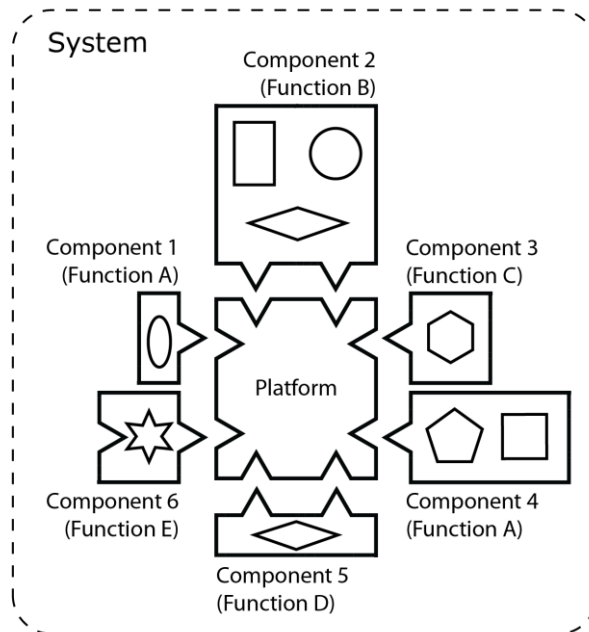 System
Component 2
(Function B)
Component 1
(Function A)
Component 3
(Function C)
Platform
Component 6
(Function E)
Component 4
(Function A)
Component 5
(Function D)